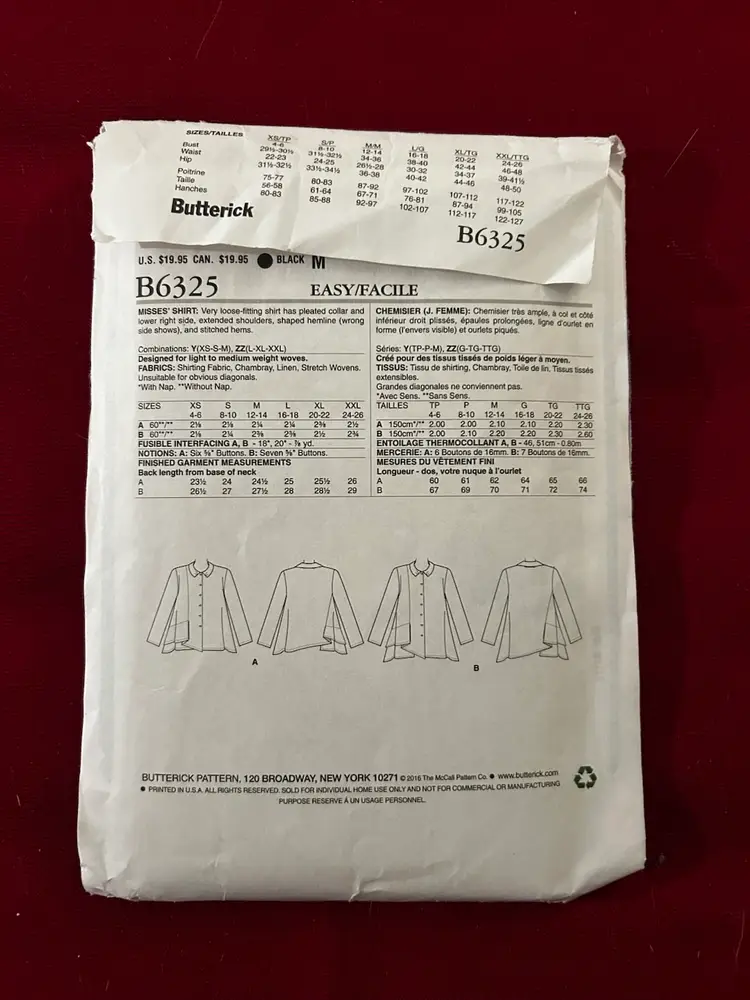 SIZES/TAILLES XS/TP S/P M/M L/G XL/TG XXL/TTG
4-6 8-10 12-14 16-18 20-22 24-26
Bust 29½-30½ 31½-32½ 34-36 38-40 42-44 46-48
Waist 22-23 24-25 26½-28 30-32 34-37 39-41½
Hip 31½-32½ 33½-34½ 36-38 40-42 44-46 48-50
Poitrine 75-77 80-83 87-92 97-102 107-112 117-122
Taille 56-58 61-64 67-71 76-81 87-94 99-105
Hanches 80-83 85-88 92-97 102-107 112-117 122-127
Butterick
B6325
U.S. $19.95 CAN. $19.95 BLACK M
B6325 EASY/FACILE
MISSES' SHIRT: Very loose-fitting shirt has pleated collar and
lower right side, extended shoulders, shaped hemline (wrong
side shows), and stitched hems.
Combinations: Y(XS-S-M), ZZ(L-XL-XXL)
Designed for light to medium weight wovens.
FABRICS: Shirting Fabric, Chambray, Linen, Stretch Wovens.
Unsuitable for obvious diagonals.
*With Nap. **Without Nap.
SIZES XS S M L XL XXL
4-6 8-10 12-14 16-18 20-22 24-26
A 60"*/** 2⅛ 2⅛ 2¼ 2¼ 2⅜ 2½
B 60"*/** 2⅛ 2¼ 2⅜ 2⅜ 2½ 2¾
FUSIBLE INTERFACING A, B - 18", 20" - ⅞ yd.
NOTIONS: A: Six ⅝" Buttons. B: Seven ⅝" Buttons.
FINISHED GARMENT MEASUREMENTS
Back length from base of neck
A 23½ 24 24½ 25 25½ 26
B 26½ 27 27½ 28 28½ 29
CHEMISIER (J. FEMME): Chemisier très ample, à col et côté
inférieur droit plissés, épaules prolongées, ligne d'ourlet en
forme (l'envers visible) et ourlets piqués.
Séries: Y(TP-P-M), ZZ(G-TG-TTG)
Créé pour des tissus tissés de poids léger à moyen.
TISSUS: Tissu de shirting, Chambray, Toile de lin, Tissus tissés
extensibles.
Grandes diagonales ne conviennent pas.
*Avec Sens. **Sans Sens.
TAILLES TP P M G TG TTG
4-6 8-10 12-14 16-18 20-22 24-26
A 150cm*/** 2.00 2.00 2.10 2.10 2.20 2.30
B 150cm*/** 2.00 2.10 2.20 2.20 2.30 2.60
ENTOILAGE THERMOCOLLANT A, B - 46, 51cm - 0.80m
MERCERIE: A: 6 Boutons de 16mm. B: 7 Boutons de 16mm.
MESURES DU VÊTEMENT FINI
Longueur - dos, votre nuque à l'ourlet
A 60 61 62 64 65 66
B 67 69 70 71 72 74
A
B
BUTTERICK PATTERN, 120 BROADWAY, NEW YORK 10271 © 2016 The McCall Pattern Co. ● www.butterick.com
● PRINTED IN U.S.A. ALL RIGHTS RESERVED. SOLD FOR INDIVIDUAL HOME USE ONLY AND NOT FOR COMMERCIAL OR MANUFACTURING
PURPOSE RESERVÉ À UN USAGE PERSONNEL.